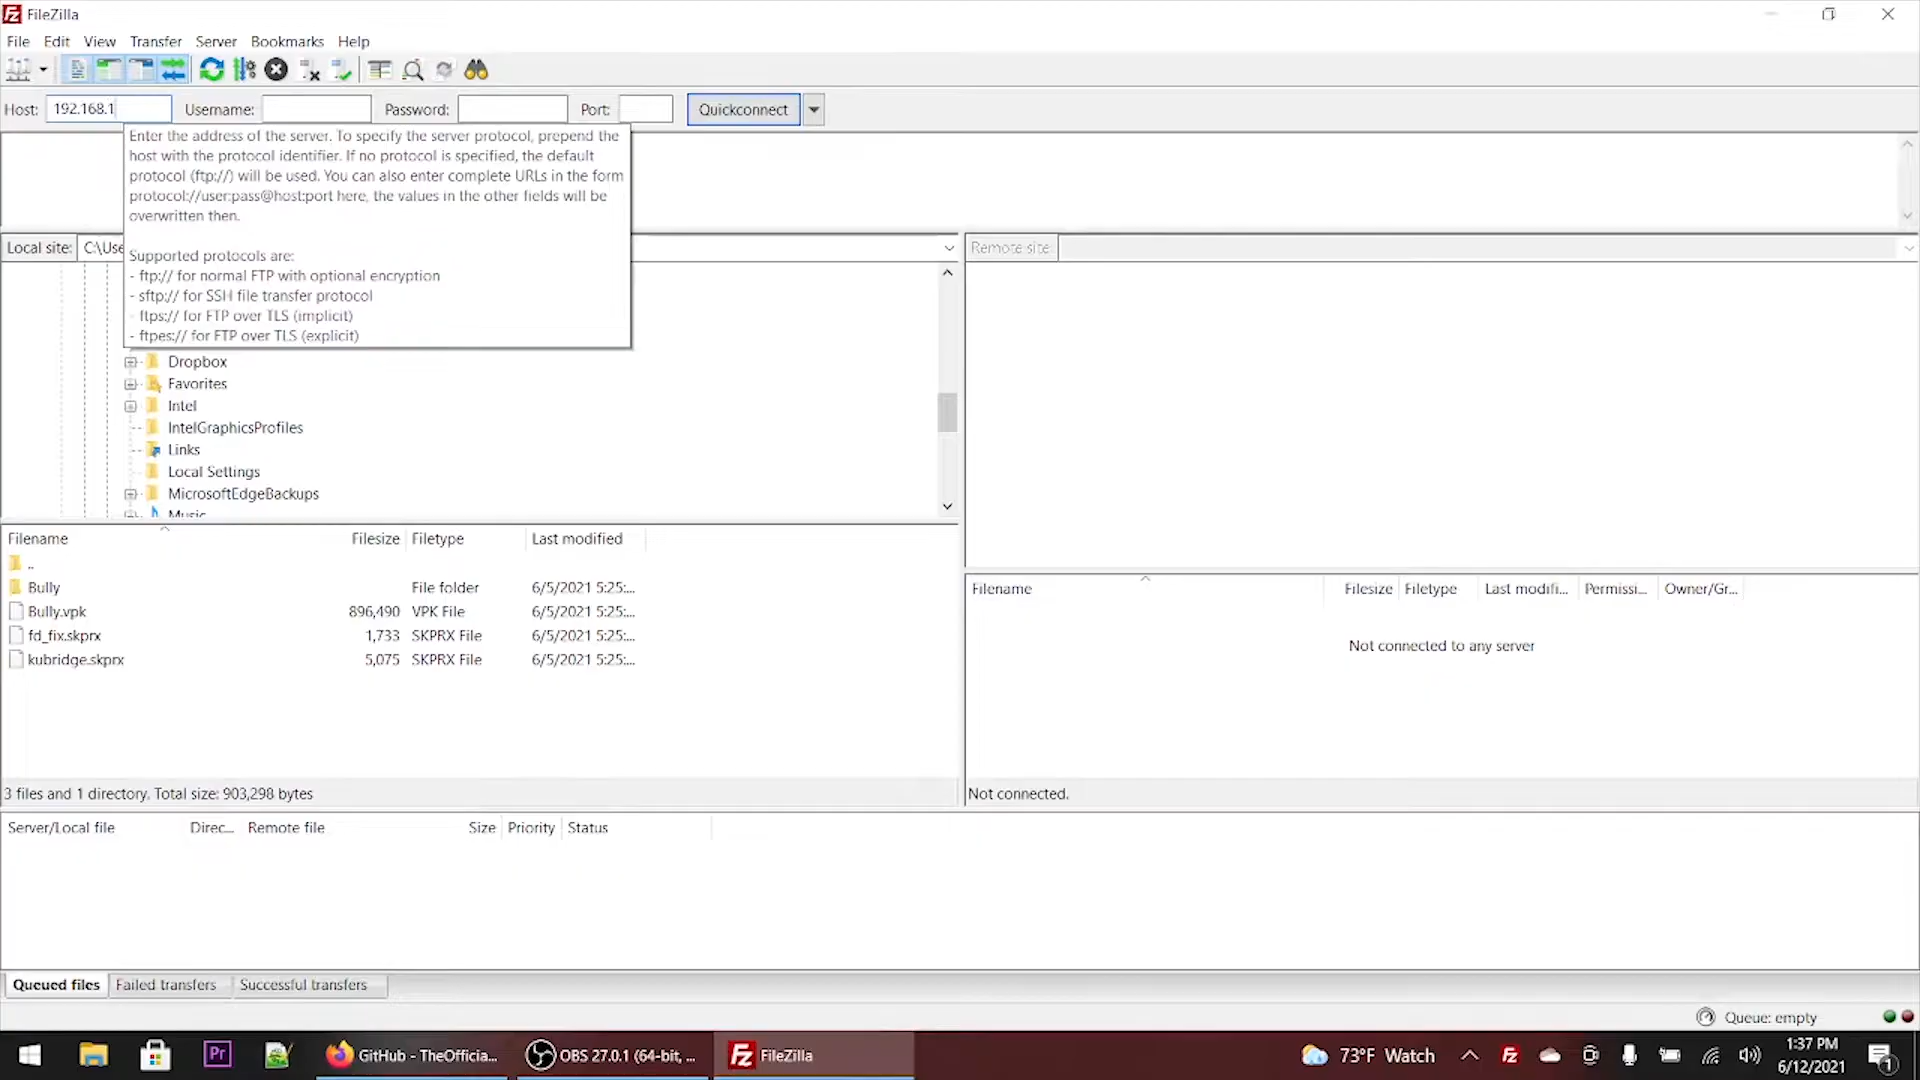 FileZilla
File Edit View Transfer Server Bookmarks Help
Host: 192.168.1 Username: Password: Port: Quickconnect
Enter the address of the server. To specify the server protocol, prepend the
host with the protocol identifier. If no protocol is specified, the default
protocol (ftp://) will be used. You can also enter complete URLs in the form
protocol://user:pass@host:port here, the values in the other fields will be
overwritten then.
Supported protocols are:
- ftp:// for normal FTP with optional encryption
- sftp:// for SSH file transfer protocol
- ftps:// for FTP over TLS (implicit)
- ftpes:// for FTP over TLS (explicit)
Local site: C:\Use
Remote site:
Dropbox
Favorites
Intel
IntelGraphicsProfiles
Links
Local Settings
MicrosoftEdgeBackups
Music
Filename Filesize Filetype Last modified
..
Bully File folder 6/5/2021 5:25:...
Bully.vpk 896,490 VPK File 6/5/2021 5:25:...
fd_fix.skprx 1,733 SKPRX File 6/5/2021 5:25:...
kubridge.skprx 5,075 SKPRX File 6/5/2021 5:25:...
3 files and 1 directory. Total size: 903,298 bytes
Filename Filesize Filetype Last modifi... Permissi... Owner/Gr...
Not connected to any server
Not connected.
Server/Local file Direc... Remote file Size Priority Status
Queued files Failed transfers Successful transfers
Queue: empty
Pr GitHub - TheOfficia... OBS 27.0.1 (64-bit, ... FileZilla 73°F Watch
1:37 PM
6/12/2021
1